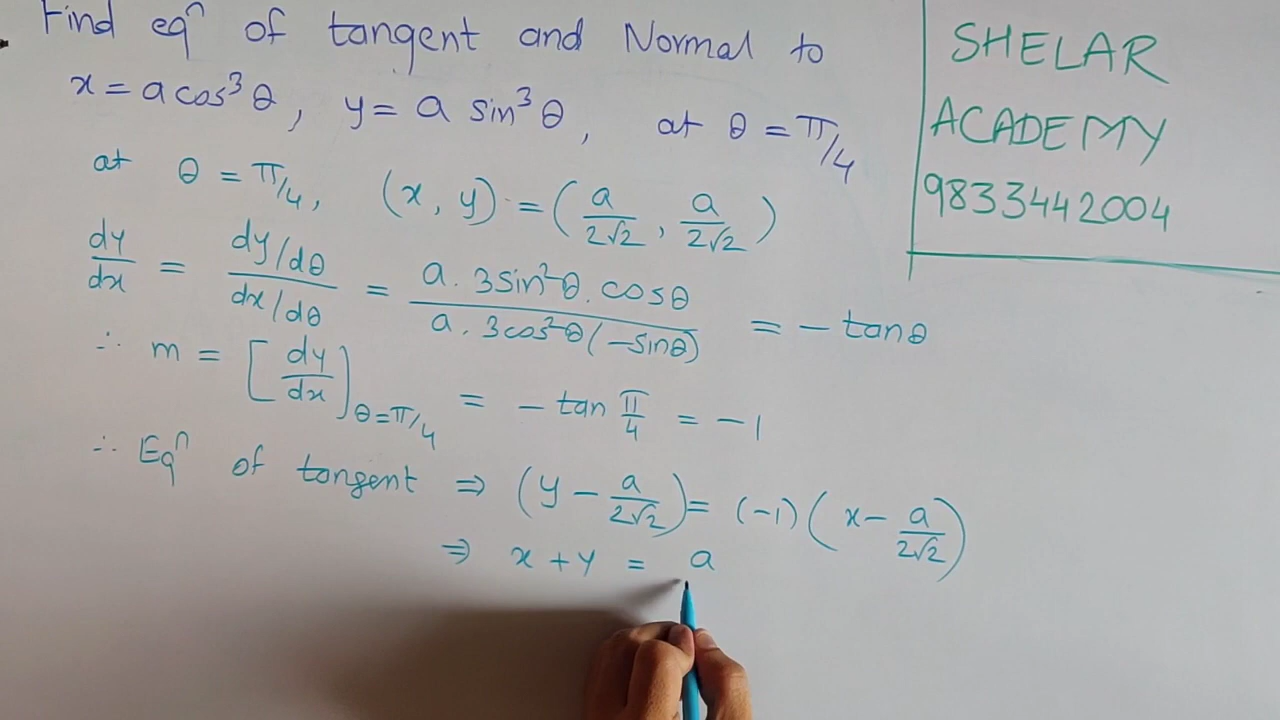 Find eqⁿ of tangent and Normal to
x = a cos³ θ, y = a sin³ θ, at θ = π/4
SHELAR
ACADEMY
9833442004
at θ = π/4, (x, y) = (a/2√2, a/2√2)
dy/dx = (dy/dθ)/(dx/dθ) = (a . 3sin²θ . cosθ)/(a . 3cos²θ (-sinθ)) = - tanθ
∴ m = [dy/dx]θ=π/4 = - tan π/4 = -1
∴ Eqⁿ of tangent ⇒ (y - a/2√2) = (-1) (x - a/2√2)
⇒ x + y = a